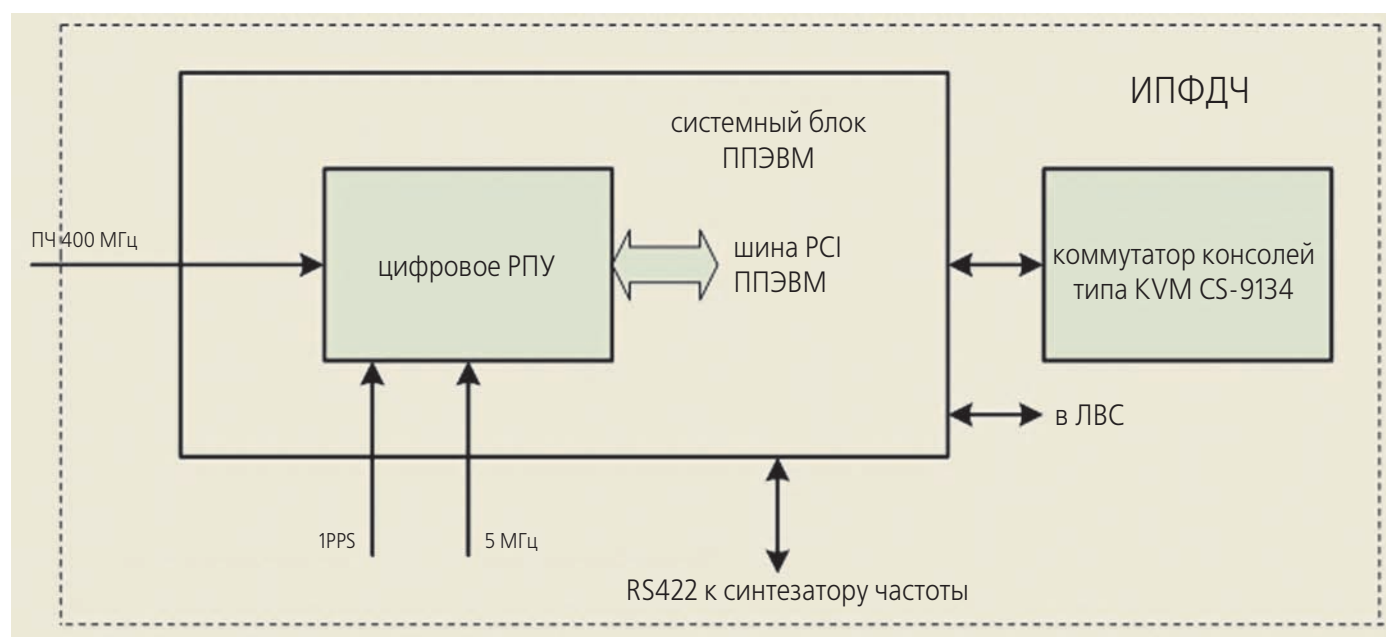 ИПФДЧ
системный блок
ППЭВМ
ПЧ 400 МГц
цифровое РПУ
шина PCI
ППЭВМ
коммутатор консолей
типа KVM CS-9134
в ЛВС
1PPS
5 МГц
RS422 к синтезатору частоты